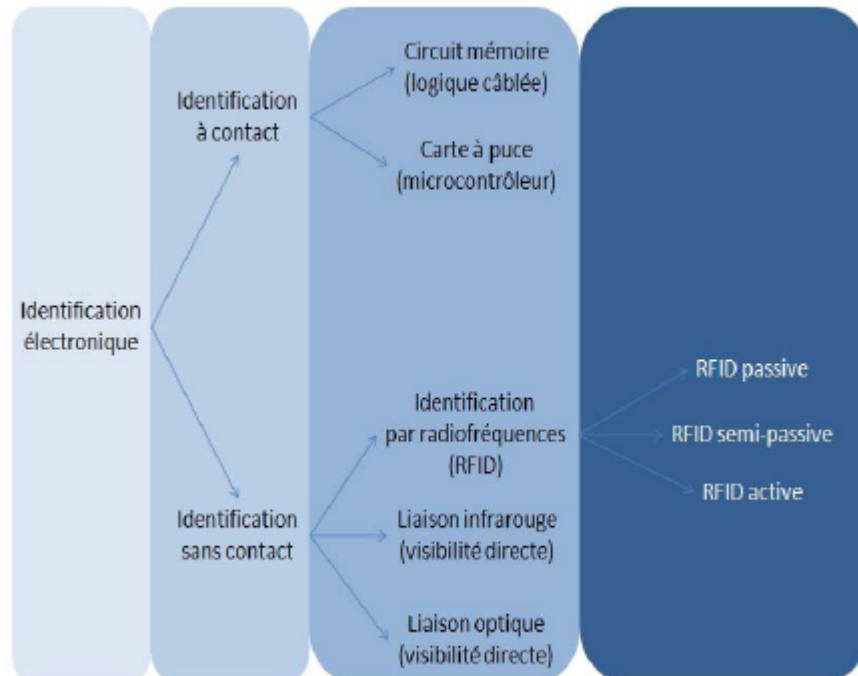 Identification
électronique
Identification
à contact
Circuit mémoire
(logique câblée)
Carte à puce
(microcontrôleur)
Identification
sans contact
Identification
par radiofréquences
(RFID)
Liaison infrarouge
(visibilité directe)
Liaison optique
(visibilité directe)
RFID passive
RFID semi-passive
RFID active